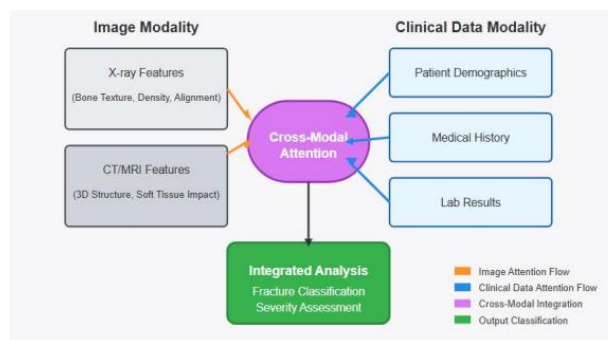 Image Modality
Clinical Data Modality
X-ray Features
(Bone Texture, Density, Alignment)
CT/MRI Features
(3D Structure, Soft Tissue Impact)
Cross-Modal
Attention
Patient Demographics
Medical History
Lab Results
Integrated Analysis
Fracture Classification
Severity Assessment
Image Attention Flow
Clinical Data Attention Flow
Cross-Modal Integration
Output Classification